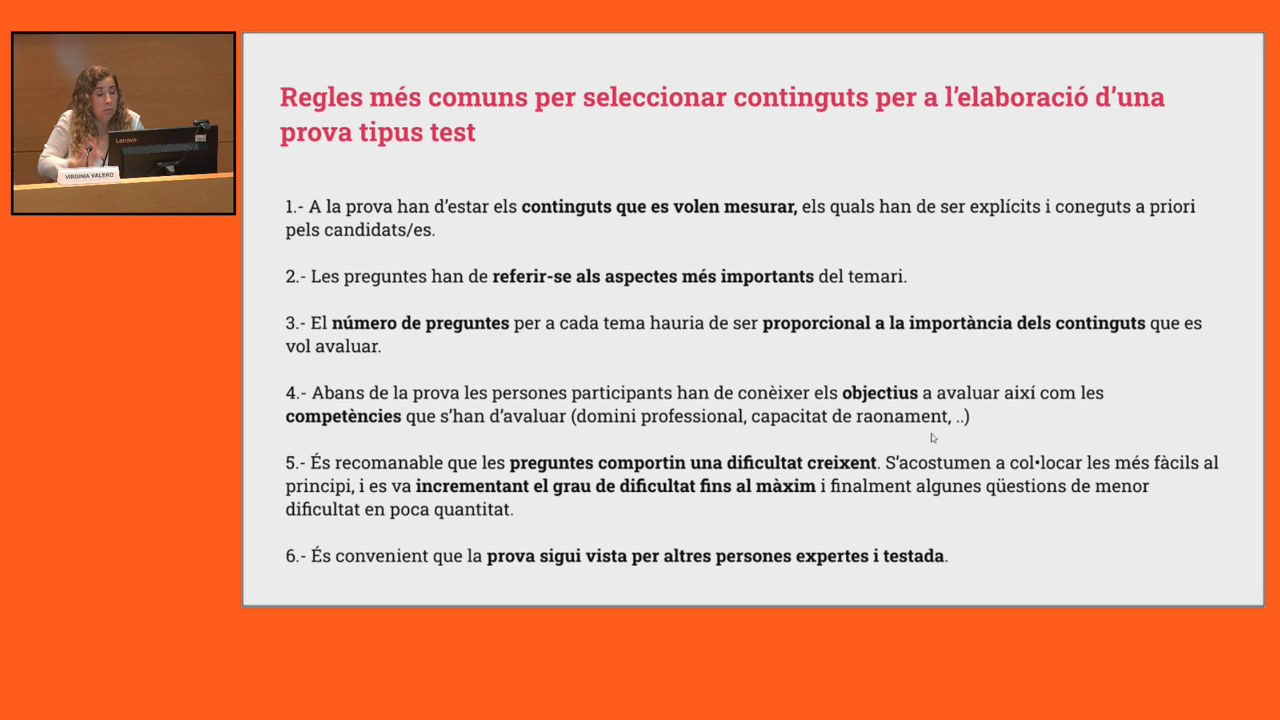 Lenovo
VIRGINIA VALERO
Regles més comuns per seleccionar continguts per a l'elaboració d'una
prova tipus test
1.- A la prova han d'estar els continguts que es volen mesurar, els quals han de ser explícits i coneguts a priori
pels candidats/es.
2.- Les preguntes han de referir-se als aspectes més importants del temari.
3.- El número de preguntes per a cada tema hauria de ser proporcional a la importància dels continguts que es
vol avaluar.
4.- Abans de la prova les persones participants han de conèixer els objectius a avaluar així com les
competències que s'han d'avaluar (domini professional, capacitat de raonament, ..)
5.- És recomanable que les preguntes comportin una dificultat creixent. S'acostumen a col•locar les més fàcils al
principi, i es va incrementant el grau de dificultat fins al màxim i finalment algunes qüestions de menor
dificultat en poca quantitat.
6.- És convenient que la prova sigui vista per altres persones expertes i testada.